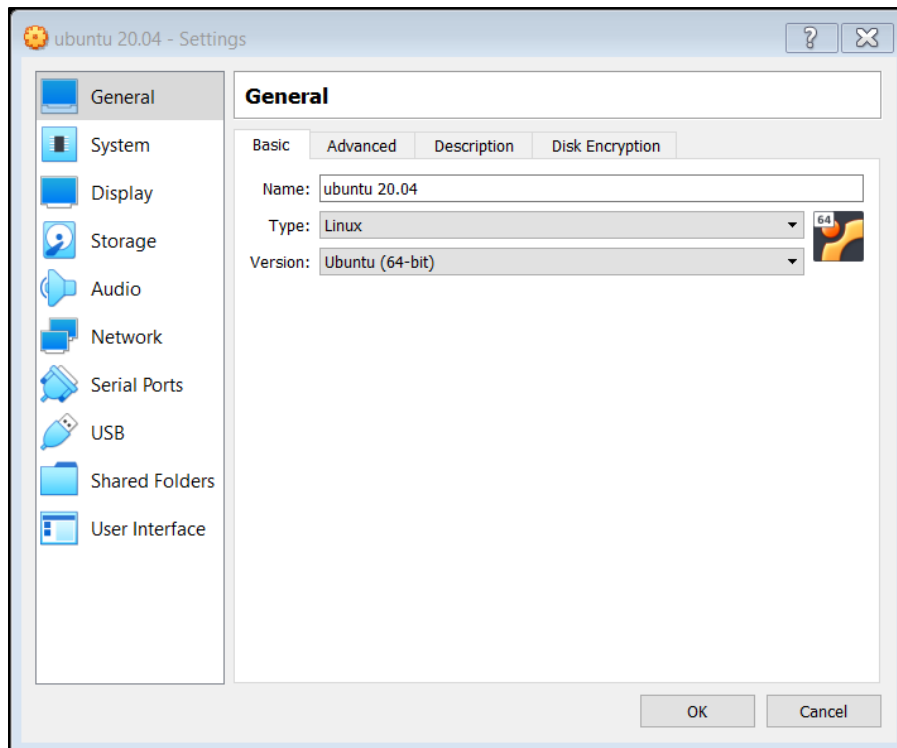 ubuntu 20.04 - Settings
General
System
Display
Storage
Audio
Network
Serial Ports
USB
Shared Folders
User Interface
General
Basic Advanced Description Disk Encryption
Name: ubuntu 20.04
Type: Linux
64
Version: Ubuntu (64-bit)
OK Cancel